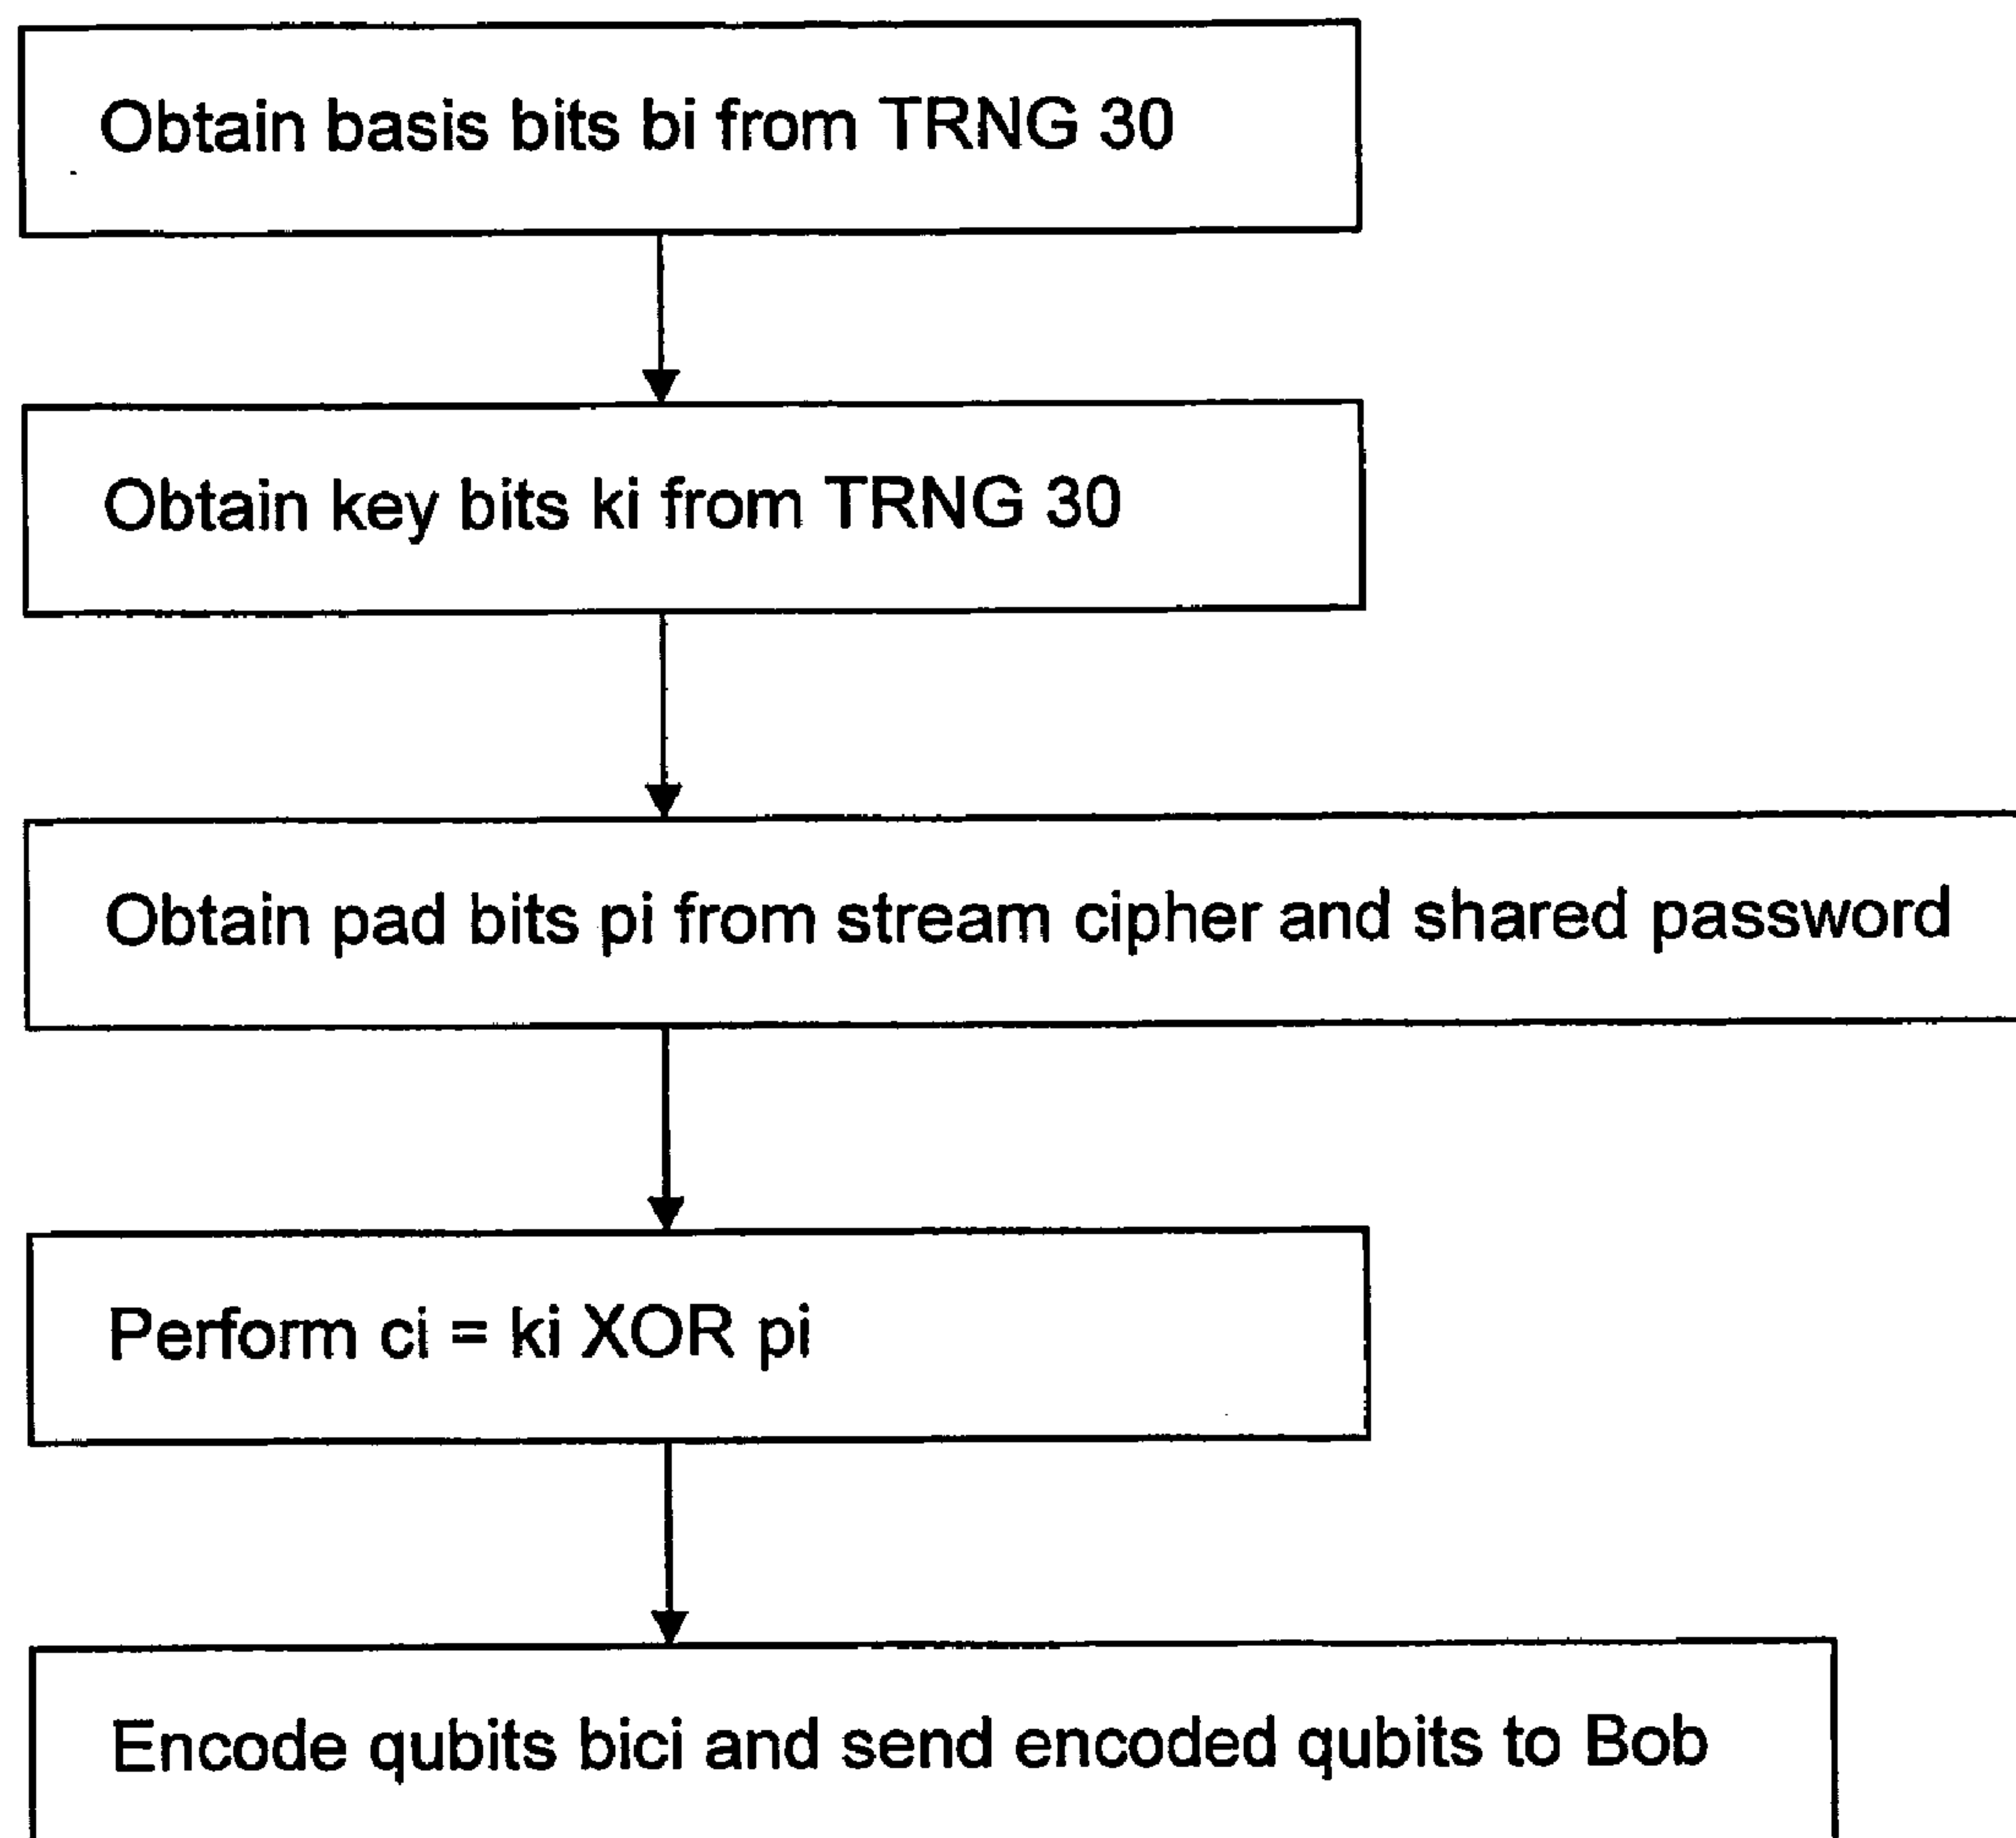 Obtain basis bits bi from TRNG 30
Obtain key bits ki from TRNG 30
Obtain pad bits pi from stream cipher and shared password
Perform ci = ki XOR pi
Encode qubits bici and send encoded qubits to Bob